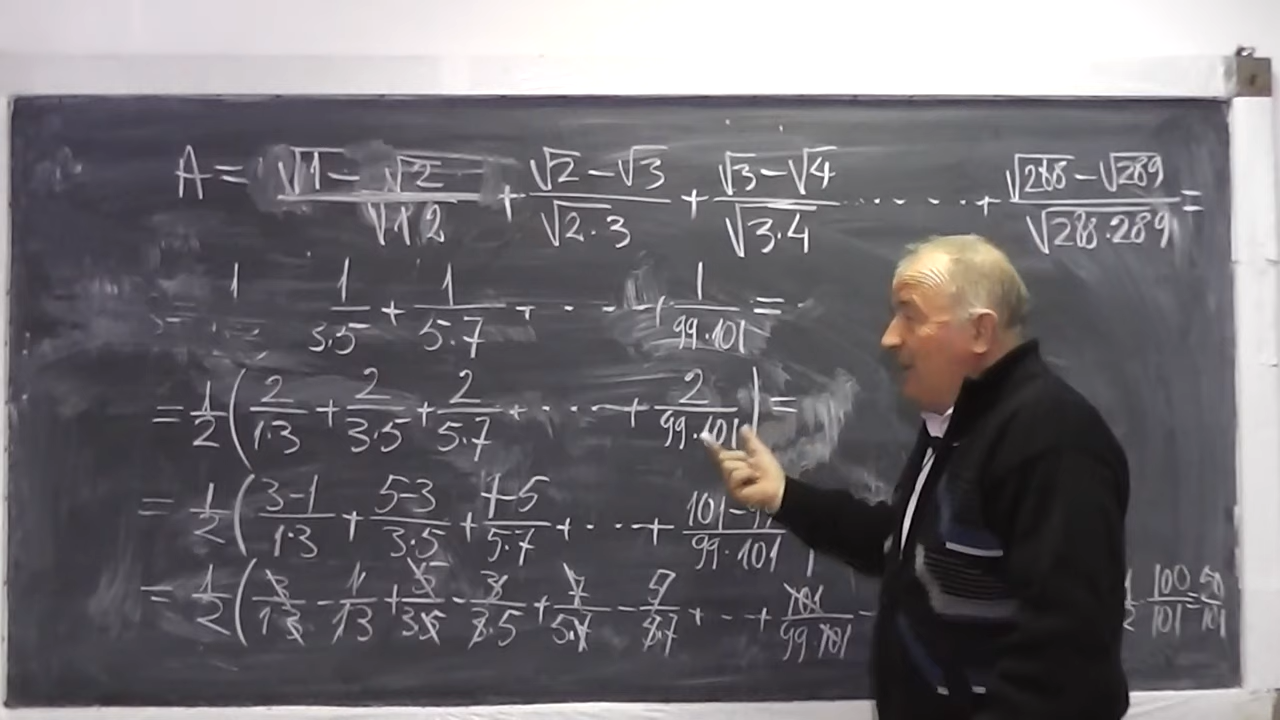 A = (√1 - √2)/√(1·2) + (√2 - √3)/√(2·3) + (√3 - √4)/√(3·4) ....... + (√288 - √289)/√(288·289) =
= 1 1/(3·5) + 1/(5·7) + ..... + 1/(99·101) =
= 1/2 (2/(1·3) + 2/(3·5) + 2/(5·7) + ..... + 2/(99·101)) =
= 1/2 ((3-1)/(1·3) + (5-3)/(3·5) + (7-5)/(5·7) + ..... + (101-99)/(99·101)
= 1/2 (3/(1·3) - 1/(1·3) + 5/(3·5) - 3/(3·5) + 7/(5·7) - 5/(5·7) + ... + 101/(99·101) - 100/101 = 50/101